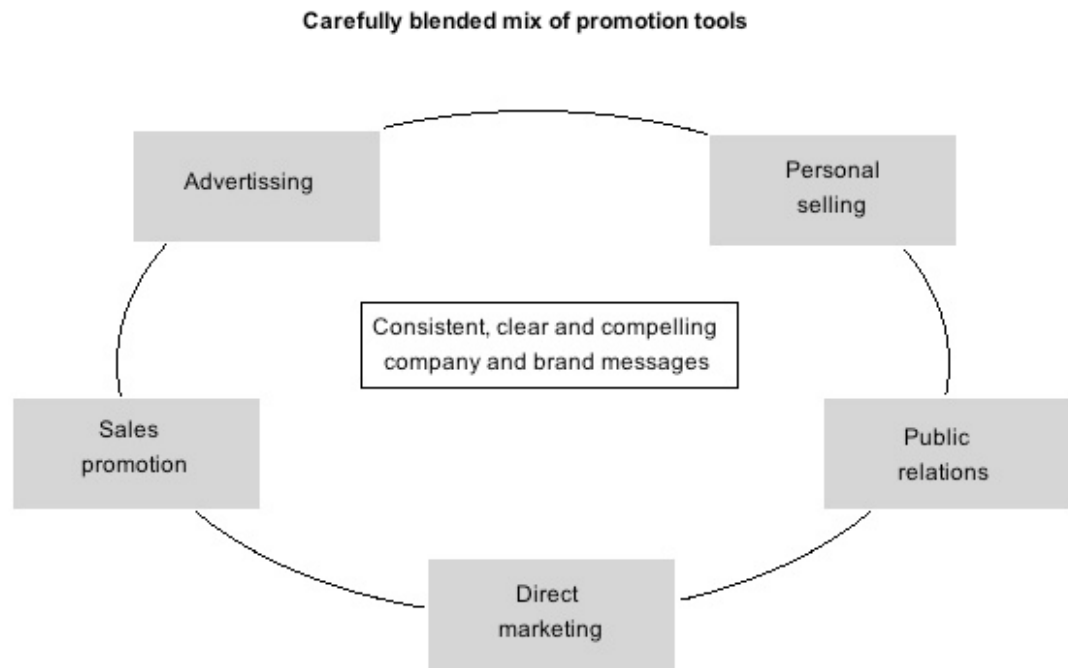 Carefully blended mix of promotion tools
Advertissing
Personal
selling
Consistent, clear and compelling
company and brand messages
Sales
promotion
Public
relations
Direct
marketing